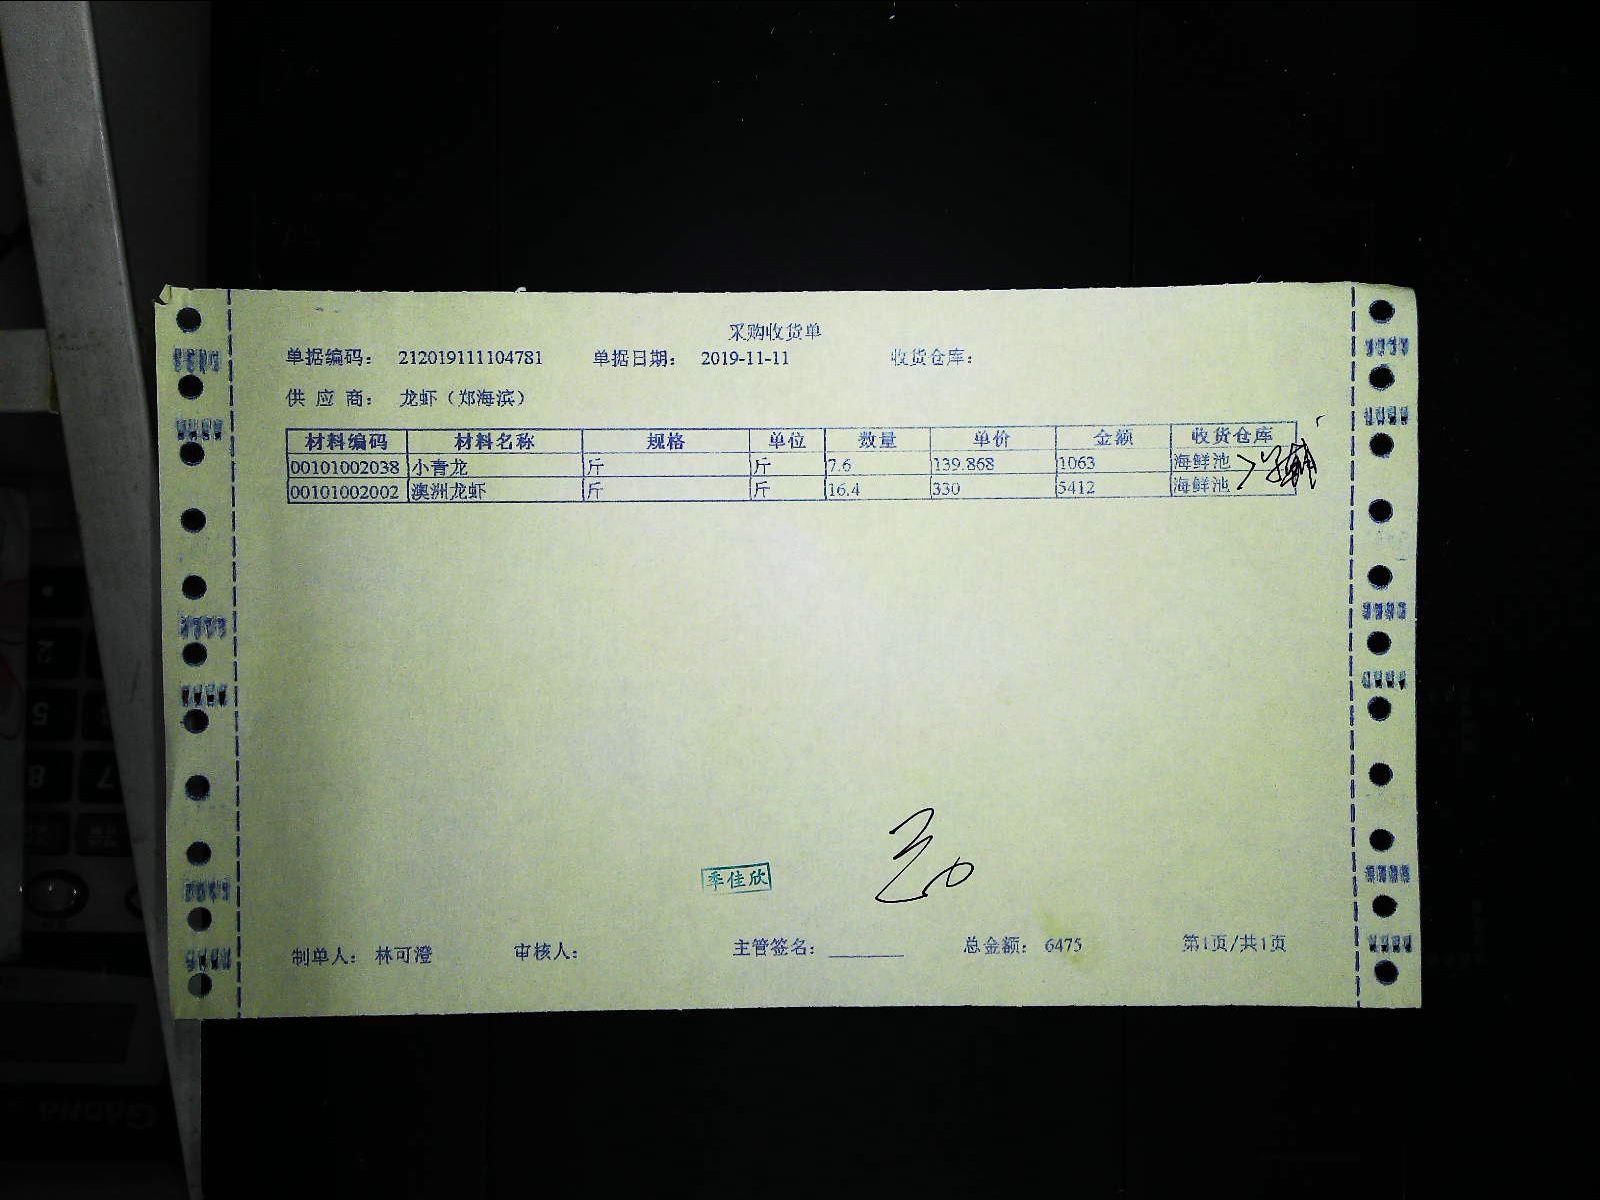 采购收货单
单据编码： 212019111104781 单据日期： 2019-11-11 收货仓库：
供 应 商： 龙虾（郑海滨）
材料编码 材料名称 规格 单位 数量 单价 金额 收货仓库
00101002038 小青龙 斤 斤 7.6 139.868 1063 海鲜池
00101002002 澳洲龙虾 斤 斤 16.4 330 5412 海鲜池
季佳欣
制单人： 林可澄 审核人： 主管签名： 总金额： 6475 第1页/共1页